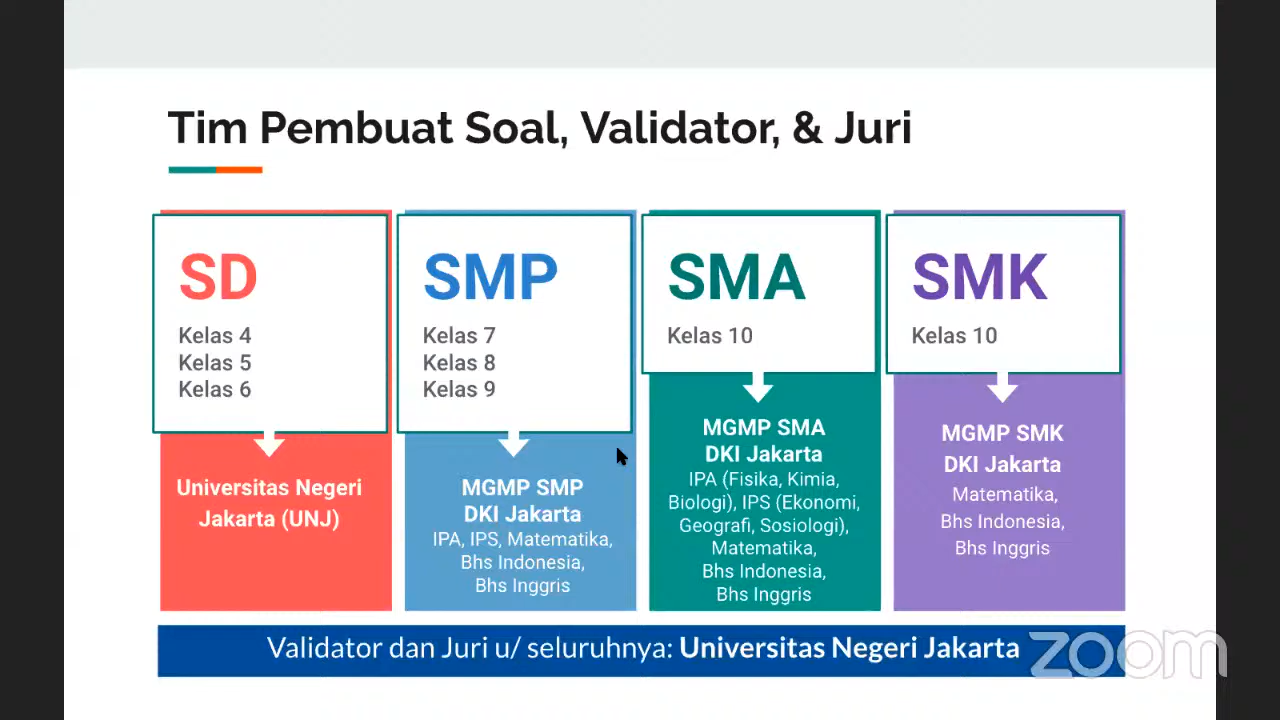 Tim Pembuat Soal, Validator, & Juri
SD
Kelas 4
Kelas 5
Kelas 6
Universitas Negeri
Jakarta (UNJ)
SMP
Kelas 7
Kelas 8
Kelas 9
MGMP SMP
DKI Jakarta
IPA, IPS, Matematika,
Bhs Indonesia,
Bhs Inggris
SMA
Kelas 10
MGMP SMA
DKI Jakarta
IPA (Fisika, Kimia,
Biologi), IPS (Ekonomi,
Geografi, Sosiologi),
Matematika,
Bhs Indonesia,
Bhs Inggris
SMK
Kelas 10
MGMP SMK
DKI Jakarta
Matematika,
Bhs Indonesia,
Bhs Inggris
Validator dan Juri u/ seluruhnya: Universitas Negeri Jakarta
zoom